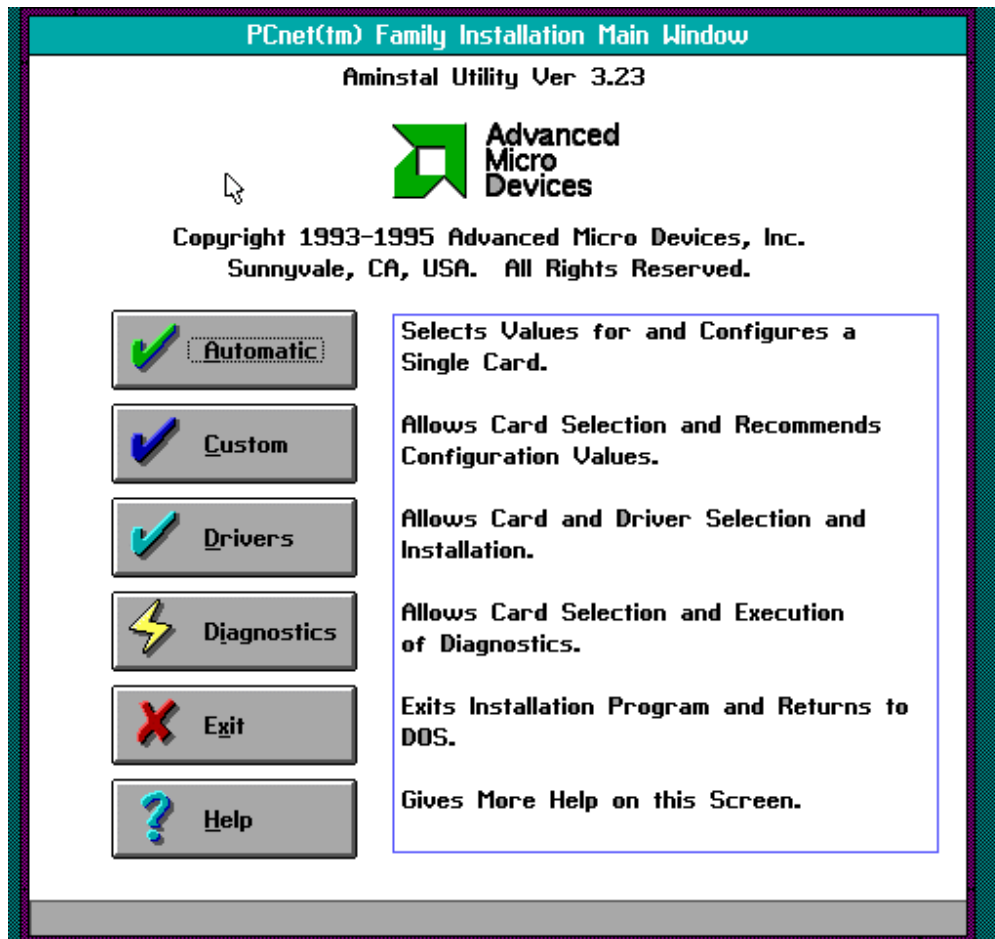 PCnet(tm) Family Installation Main Window
Aminstal Utility Ver 3.23
Advanced
Micro
Devices
Copyright 1993-1995 Advanced Micro Devices, Inc.
Sunnyvale, CA, USA.  All Rights Reserved.
Automatic
Selects Values for and Configures a
Single Card.
Custom
Allows Card Selection and Recommends
Configuration Values.
Drivers
Allows Card and Driver Selection and
Installation.
Diagnostics
Allows Card Selection and Execution
of Diagnostics.
Exit
Exits Installation Program and Returns to
DOS.
Help
Gives More Help on this Screen.